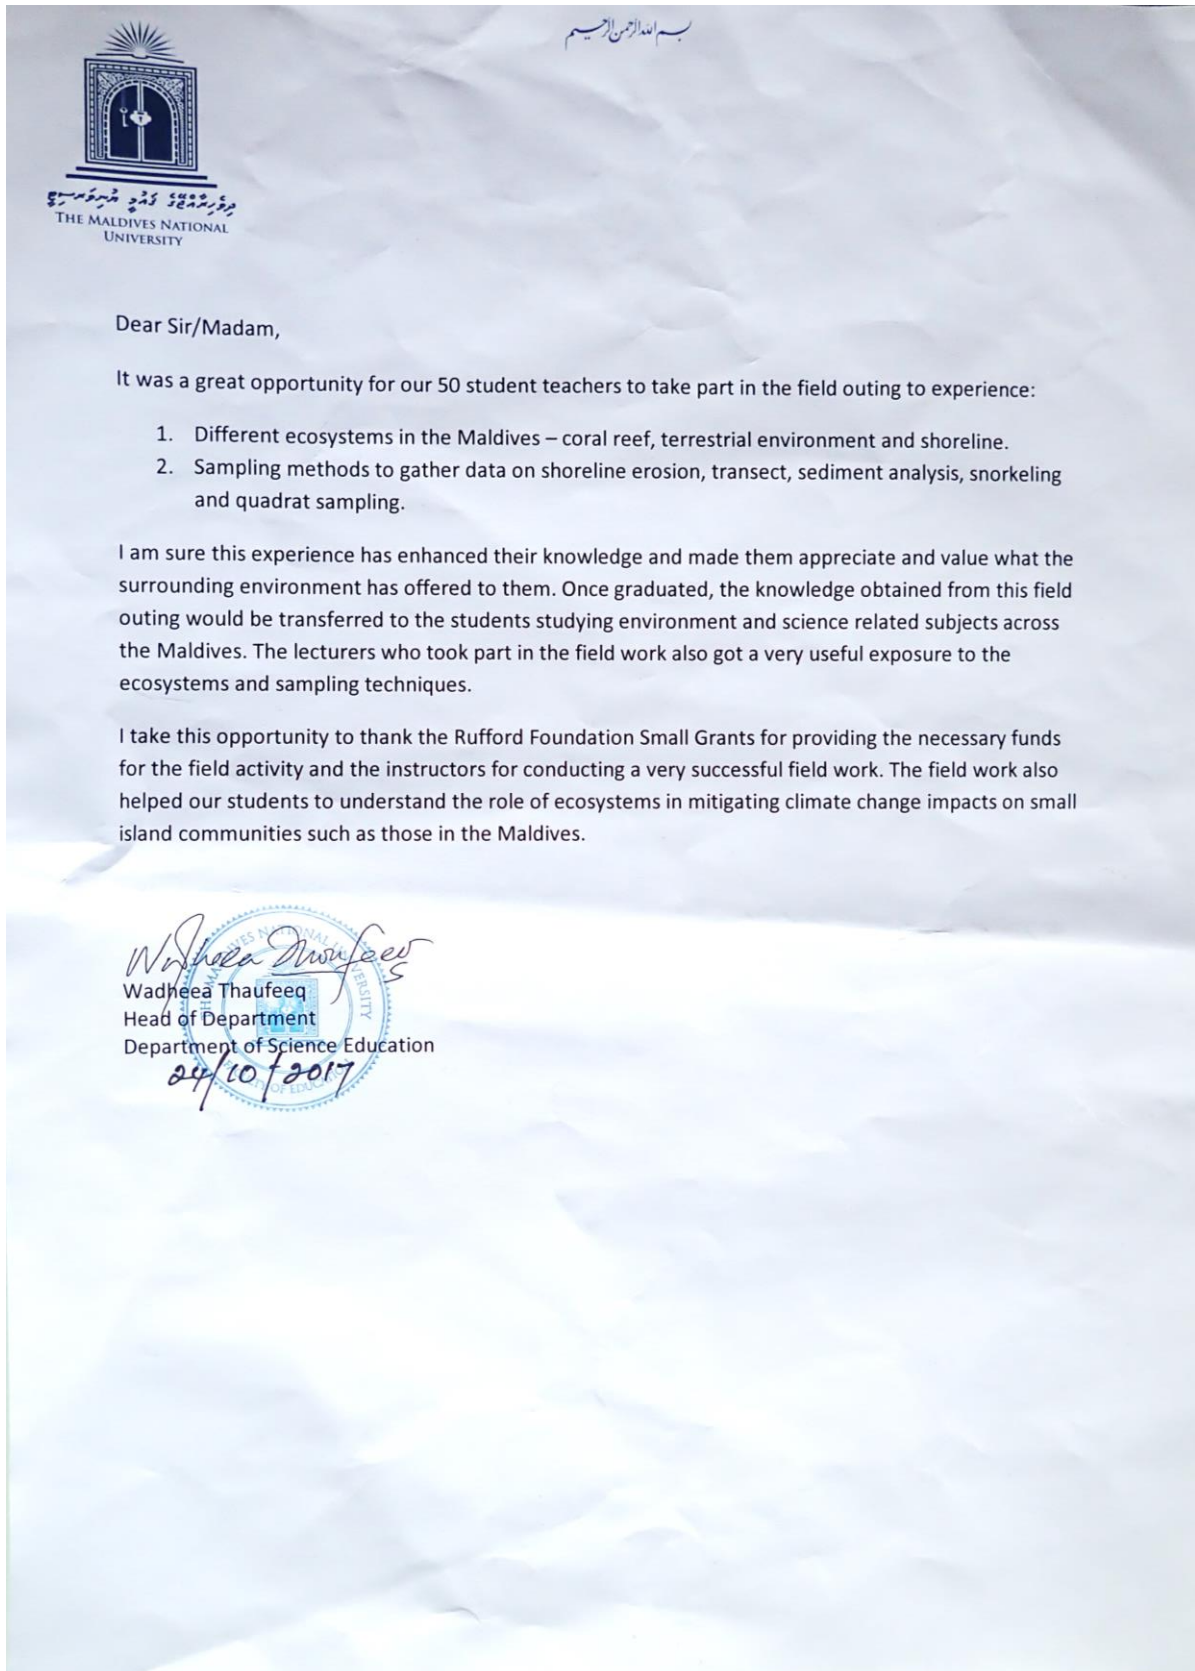 بسم الله الرحمن الرحيم
ދިވެހިރާއްޖޭގެ ޤައުމީ ޔުނިވަރސިޓީ
THE MALDIVES NATIONAL
UNIVERSITY
Dear Sir/Madam,
It was a great opportunity for our 50 student teachers to take part in the field outing to experience:
1. Different ecosystems in the Maldives – coral reef, terrestrial environment and shoreline.
2. Sampling methods to gather data on shoreline erosion, transect, sediment analysis, snorkeling
and quadrat sampling.
I am sure this experience has enhanced their knowledge and made them appreciate and value what the
surrounding environment has offered to them. Once graduated, the knowledge obtained from this field
outing would be transferred to the students studying environment and science related subjects across
the Maldives. The lecturers who took part in the field work also got a very useful exposure to the
ecosystems and sampling techniques.
I take this opportunity to thank the Rufford Foundation Small Grants for providing the necessary funds
for the field activity and the instructors for conducting a very successful field work. The field work also
helped our students to understand the role of ecosystems in mitigating climate change impacts on small
island communities such as those in the Maldives.
Wadheea Thaufeeq
Head of Department
Department of Science Education
24/10/2017
THE MALDIVES NATIONAL UNIVERSITY
FACULTY OF EDUCATION